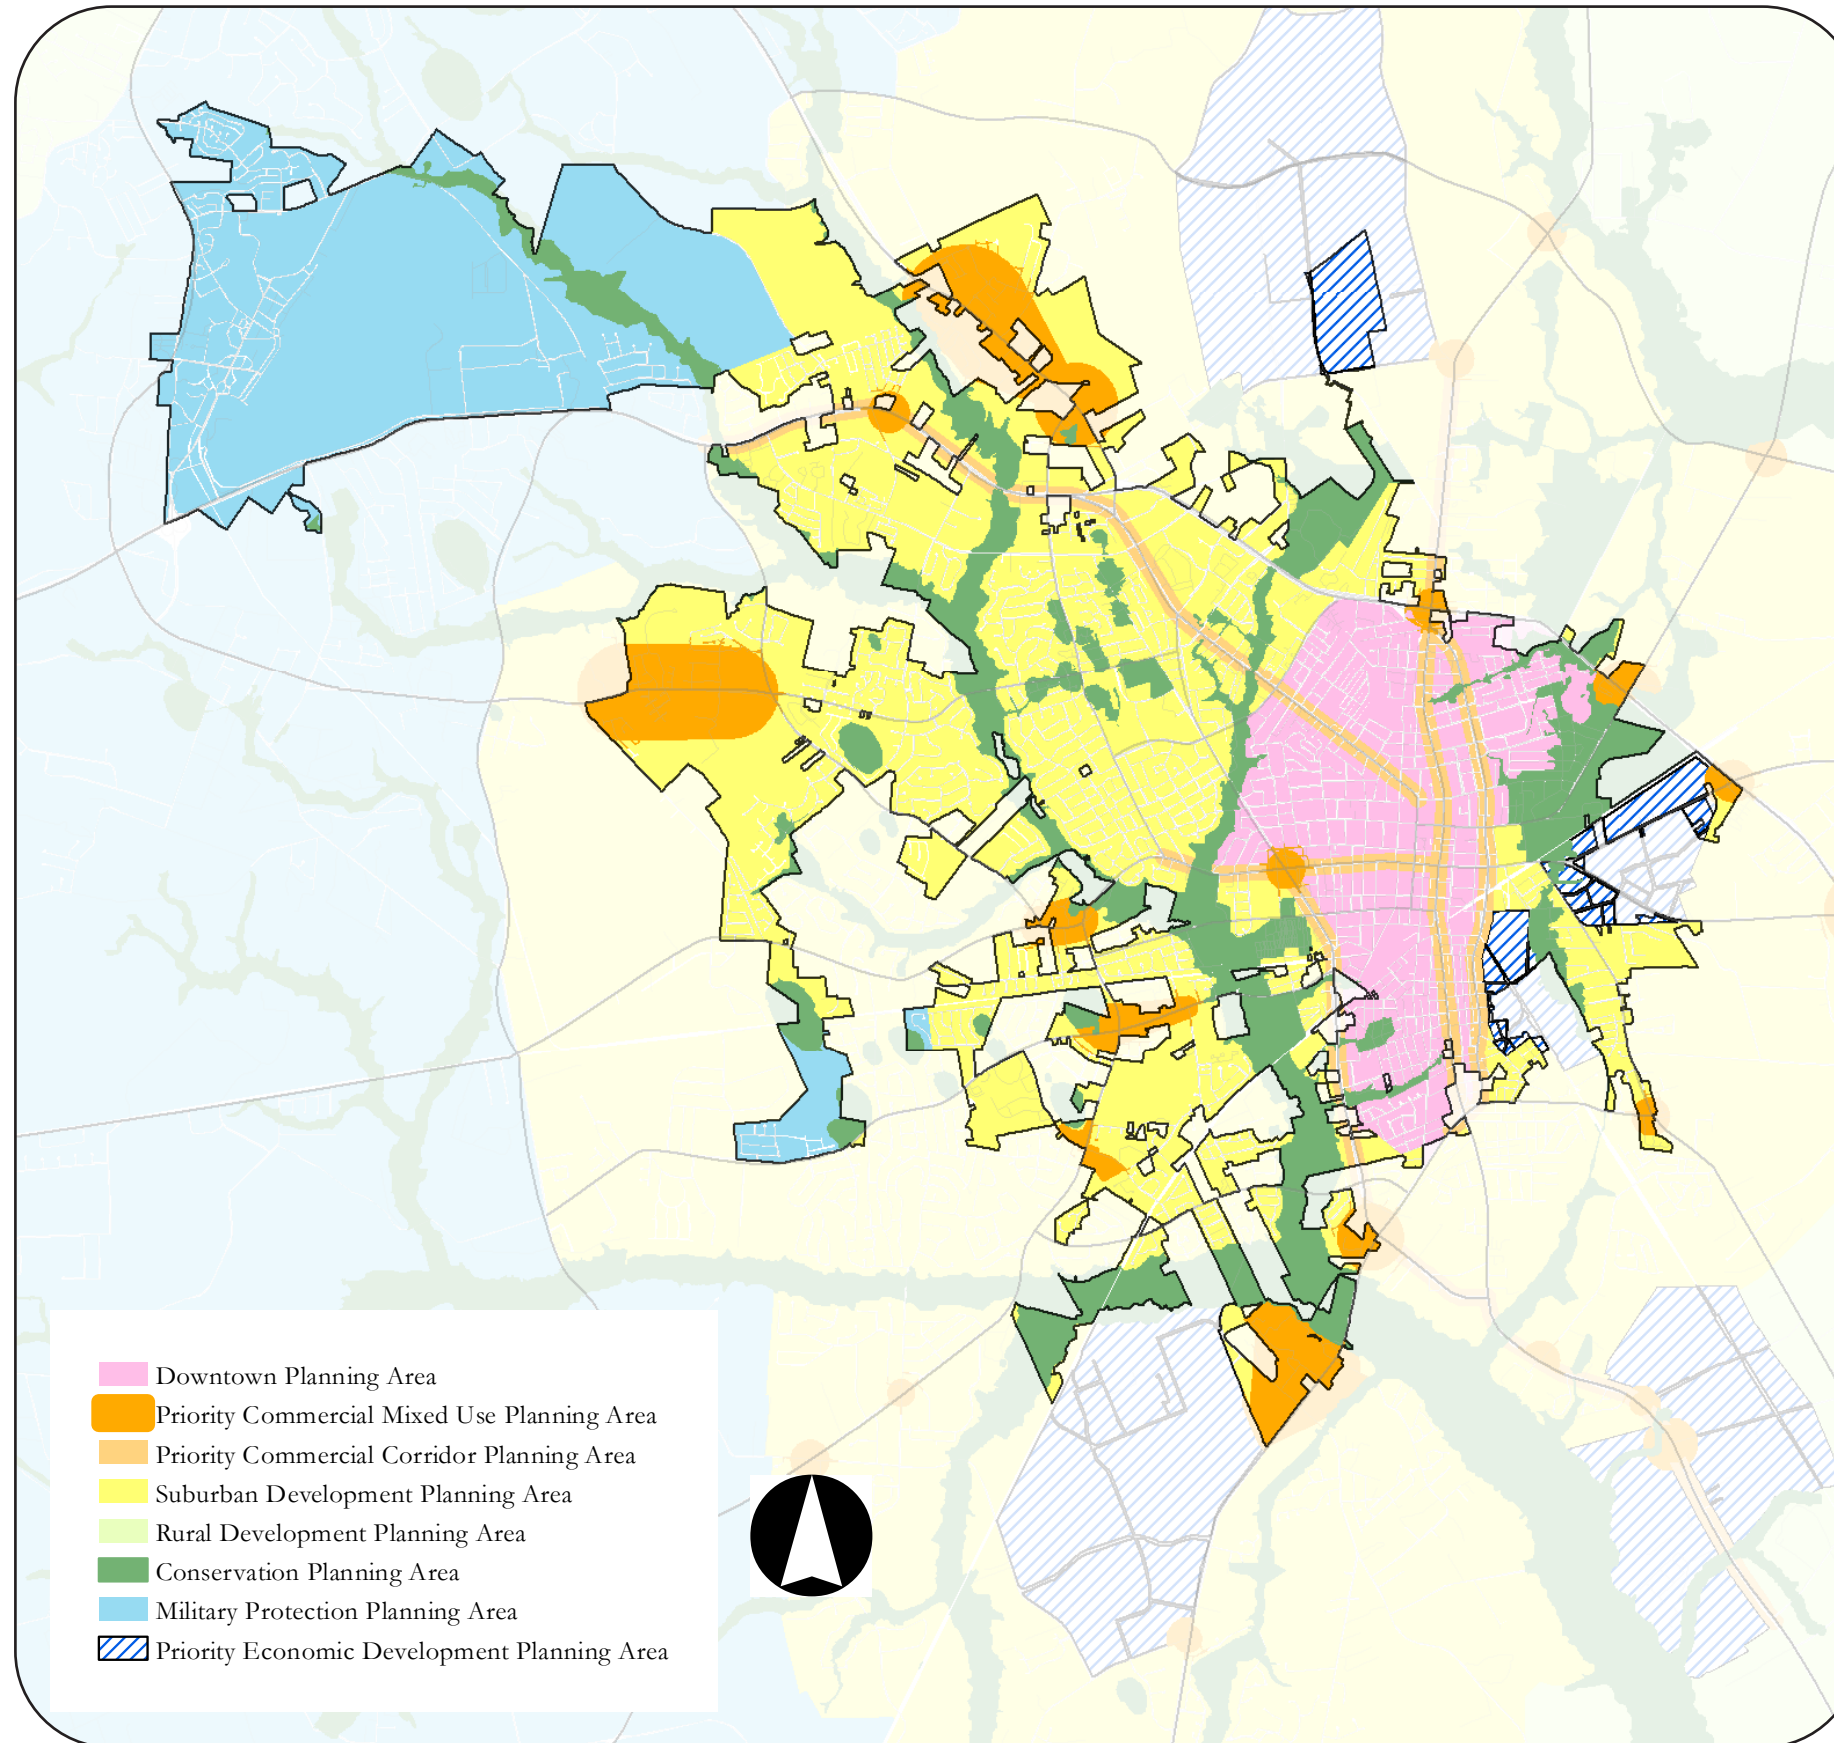 Downtown Planning Area
Priority Commercial Mixed Use Planning Area
Priority Commercial Corridor Planning Area
Suburban Development Planning Area
Rural Development Planning Area
Conservation Planning Area
Military Protection Planning Area
Priority Economic Development Planning Area